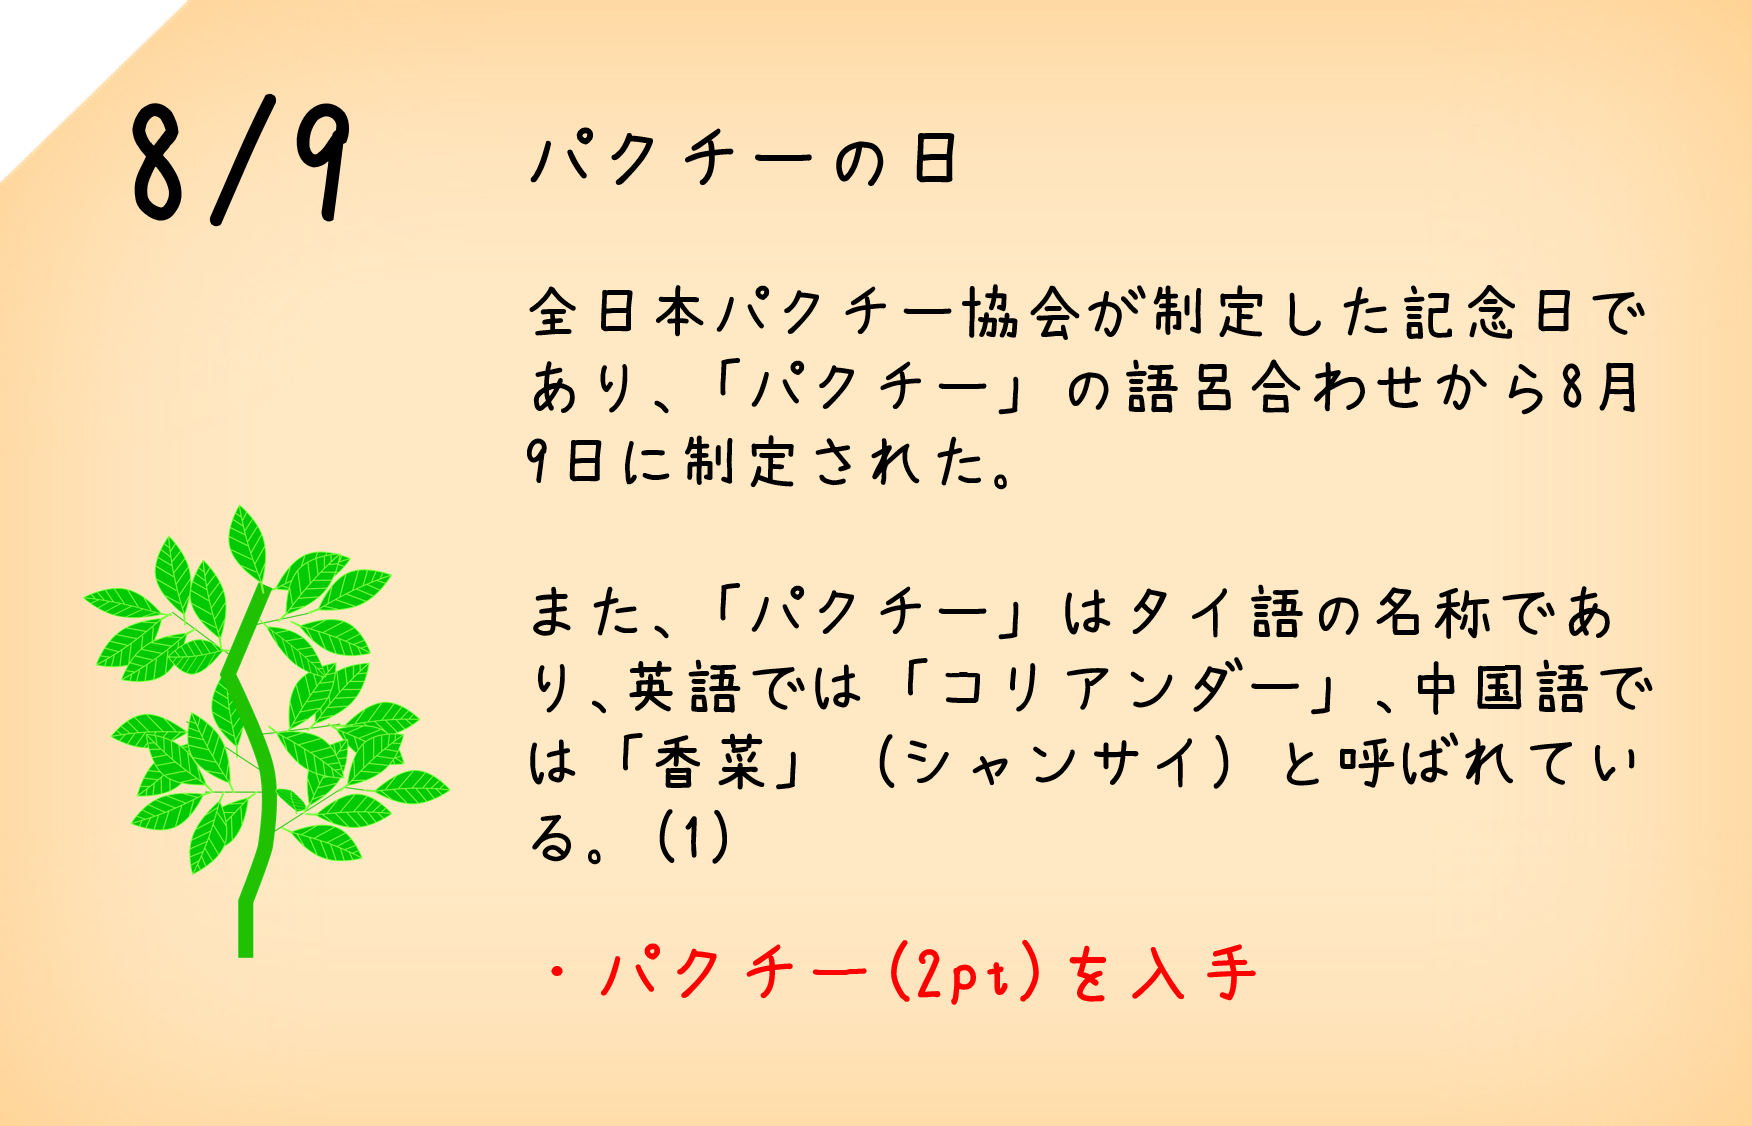 8/9
パクチーの日
全日本パクチー協会が制定した記念日で
あり、「パクチー」の語呂合わせから8月
9日に制定された。
また、「パクチー」はタイ語の名称であ
り、英語では「コリアンダー」、中国語で
は「香菜」（シャンサイ）と呼ばれてい
る。(1)
・パクチー(2pt)を入手